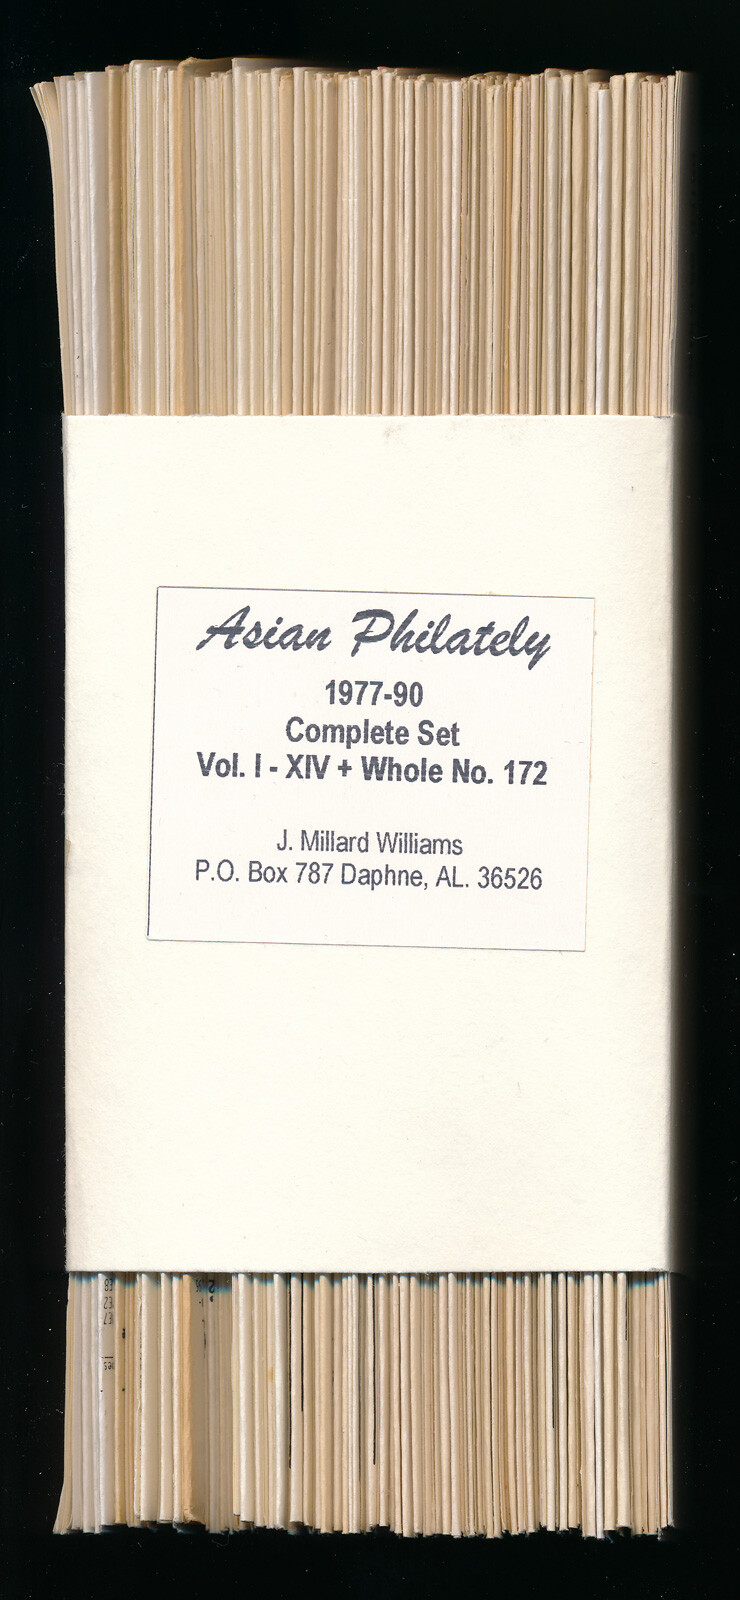 Asian Philately
1977-90
Complete Set
Vol. I - XIV + Whole No. 172
J. Millard Williams
P.O. Box 787 Daphne, AL. 36526